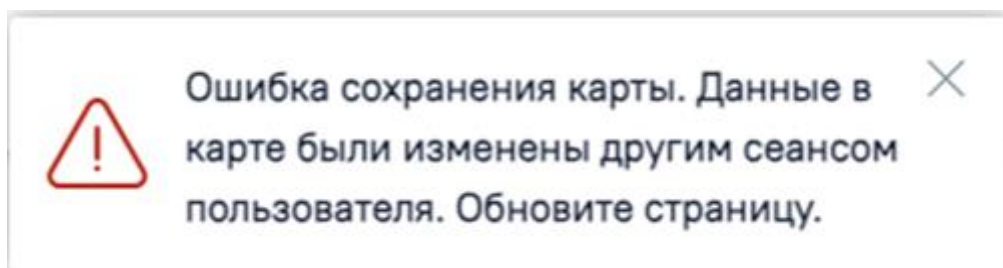 Ошибка сохранения карты. Данные в
карте были изменены другим сеансом
пользователя. Обновите страницу.